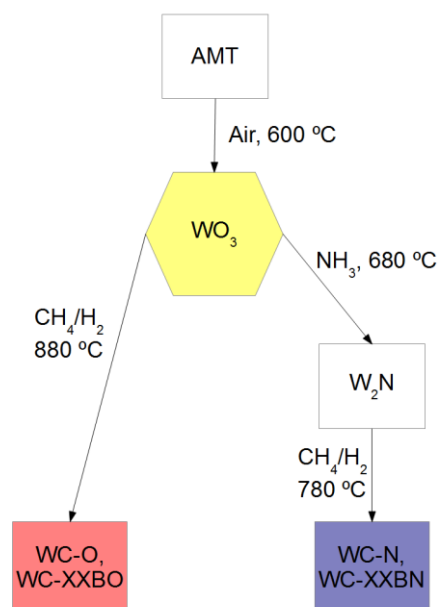 AMT
Air, 600 ºC
WO₃
NH₃, 680 ºC
CH₄/H₂
880 ºC
W₂N
CH₄/H₂
780 ºC
WC-O,
WC-XXBO
WC-N,
WC-XXBN